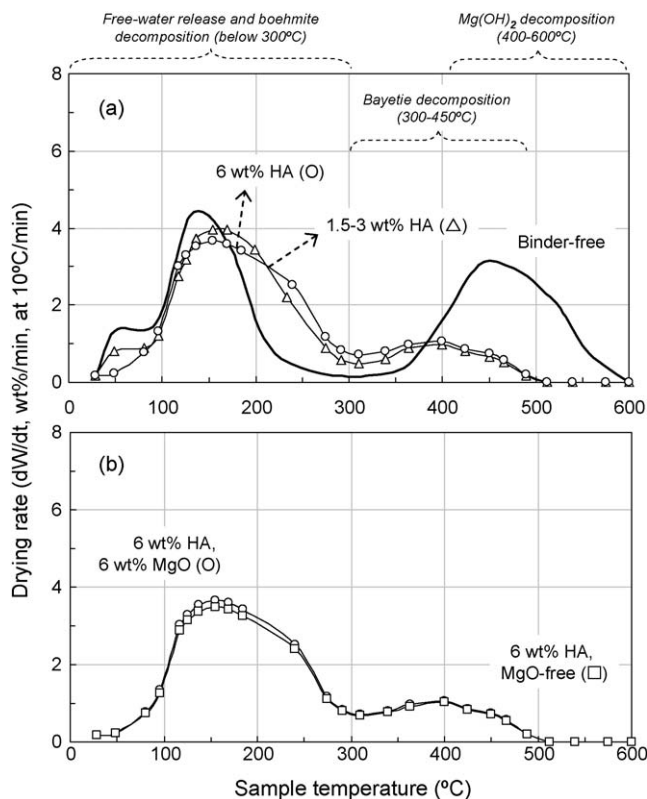 Free-water release and boehmite
decomposition (below 300ºC)
Mg(OH)2 decomposition
(400-600ºC)
8
(a)
Bayetie decomposition
(300-450ºC)
6
6 wt% HA (O)
1.5-3 wt% HA (△)
Binder-free
4
2
0
0 100 200 300 400 500 600
8
(b)
6
6 wt% HA,
6 wt% MgO (O)
4
6 wt% HA,
MgO-free (□)
2
0
0 100 200 300 400 500 600
Drying rate (dW/dt, wt%/min, at 10ºC/min)
Sample temperature (ºC)